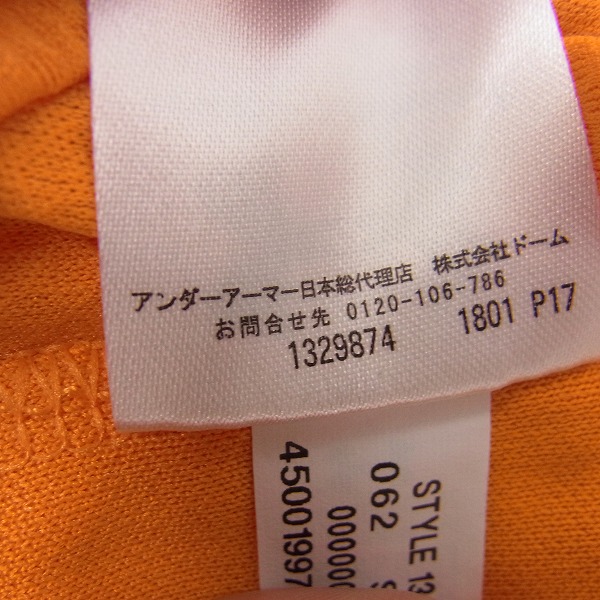 アンダーアーマー日本総代理店 株式会社ドーム
お問合せ先 0120-106-786
1329874 1801 P17
STYLE 13
062 S
000000
45001997